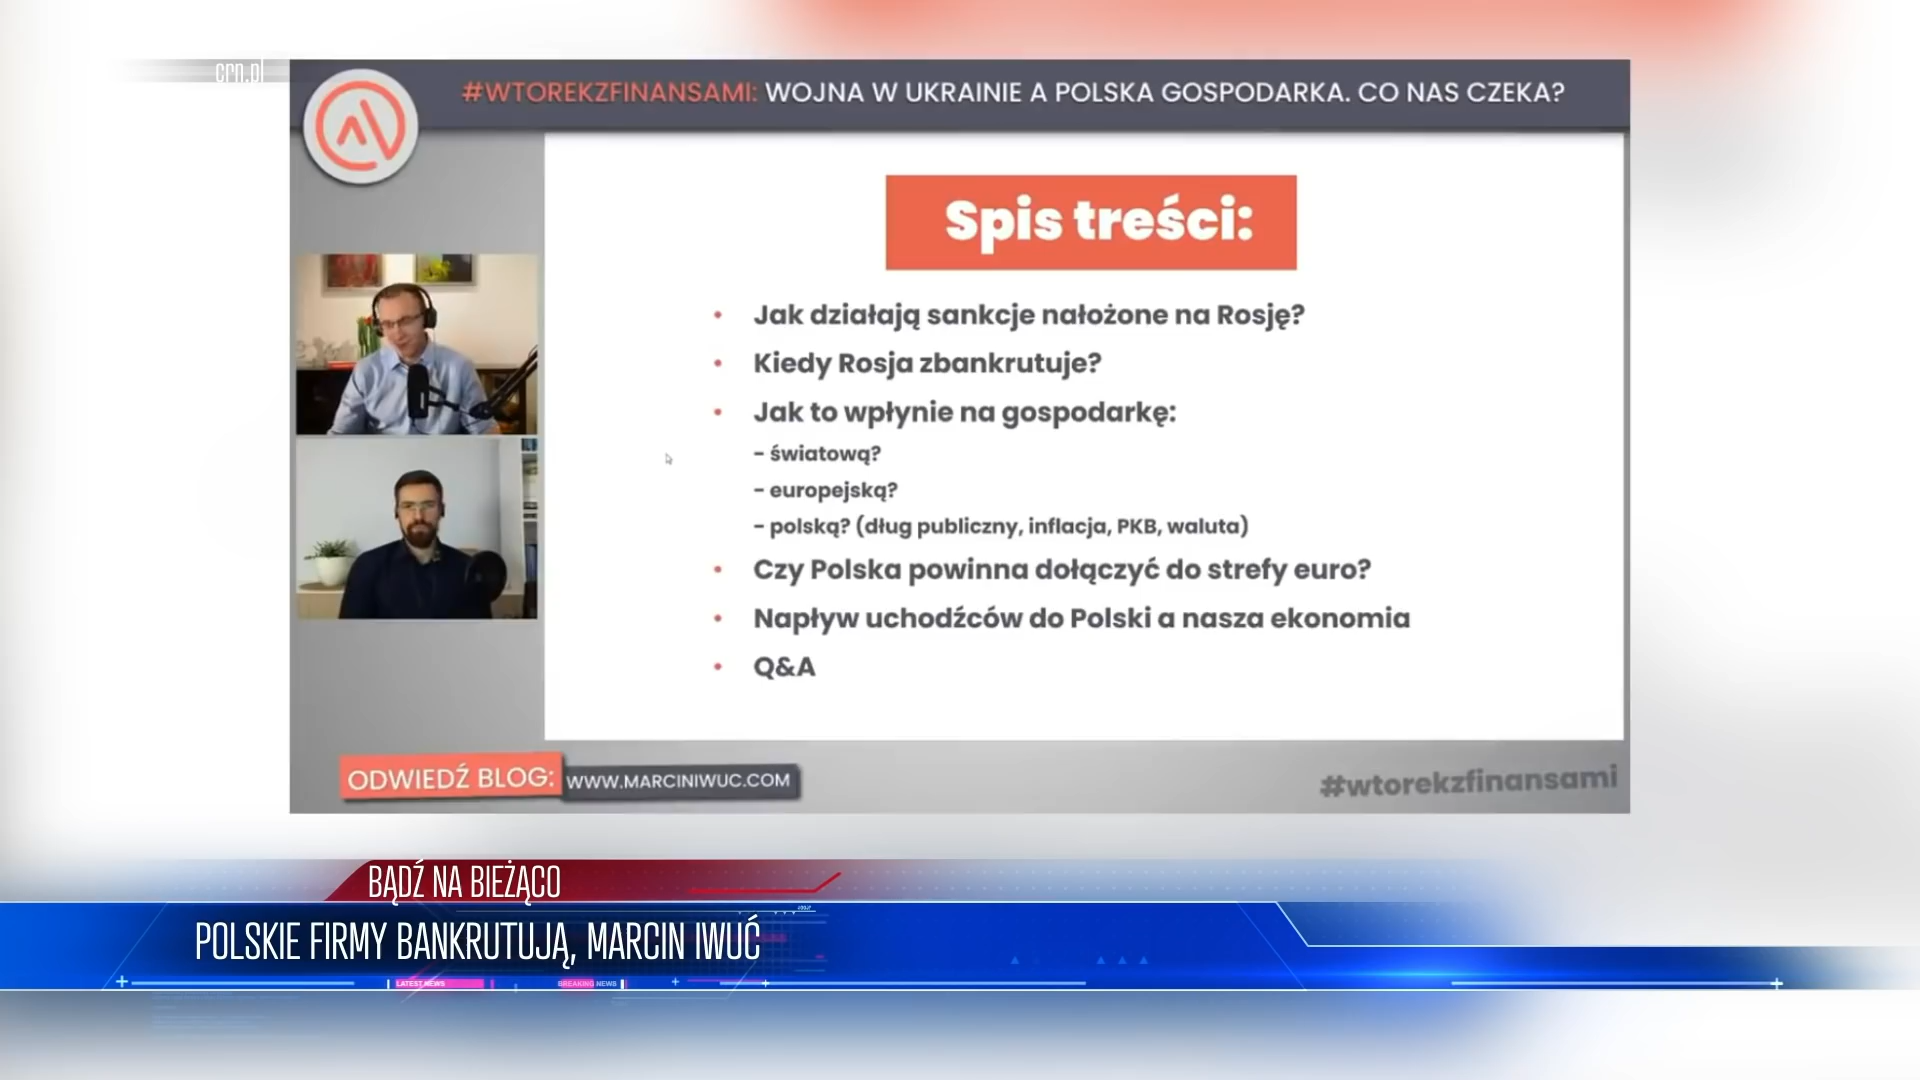 crn.pl
#WTOREKZFINANSAMI: WOJNA W UKRAINIE A POLSKA GOSPODARKA. CO NAS CZEKA?
Spis treści:
• Jak działają sankcje nałożone na Rosję?
• Kiedy Rosja zbankrutuje?
• Jak to wpłynie na gospodarkę:
- światową?
- europejską?
- polską? (dług publiczny, inflacja, PKB, waluta)
• Czy Polska powinna dołączyć do strefy euro?
• Napływ uchodźców do Polski a nasza ekonomia
• Q&A
ODWIEDŹ BLOG: WWW.MARCINIWUC.COM
#wtorekzfinansami
BĄDŹ NA BIEŻĄCO
POLSKIE FIRMY BANKRUTUJĄ, MARCIN IWUĆ
LATEST NEWS
BREAKING NEWS